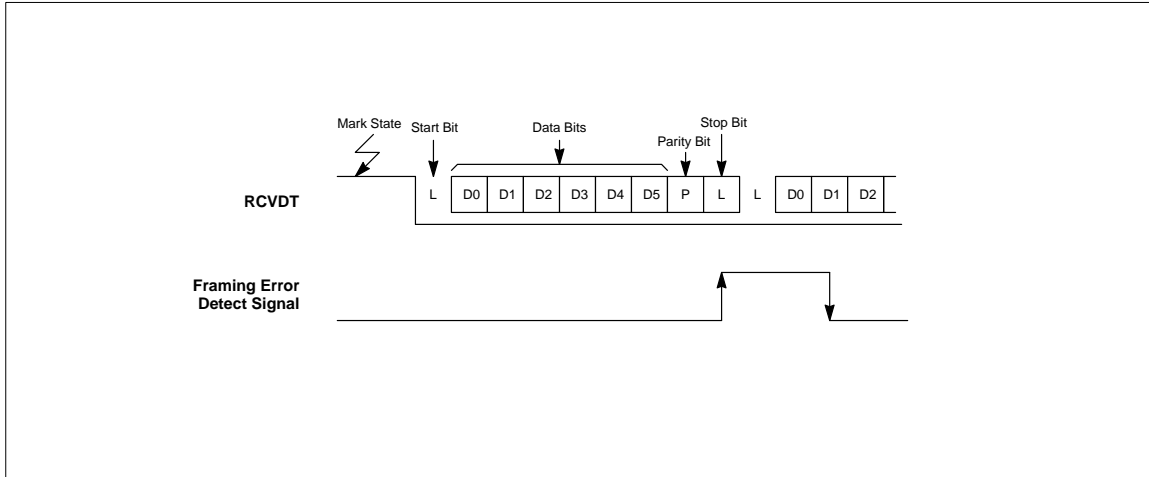 Mark State
Start Bit
Data Bits
Parity Bit
Stop Bit
RCVDT
L D0 D1 D2 D3 D4 D5 P L L D0 D1 D2
Framing Error
Detect Signal